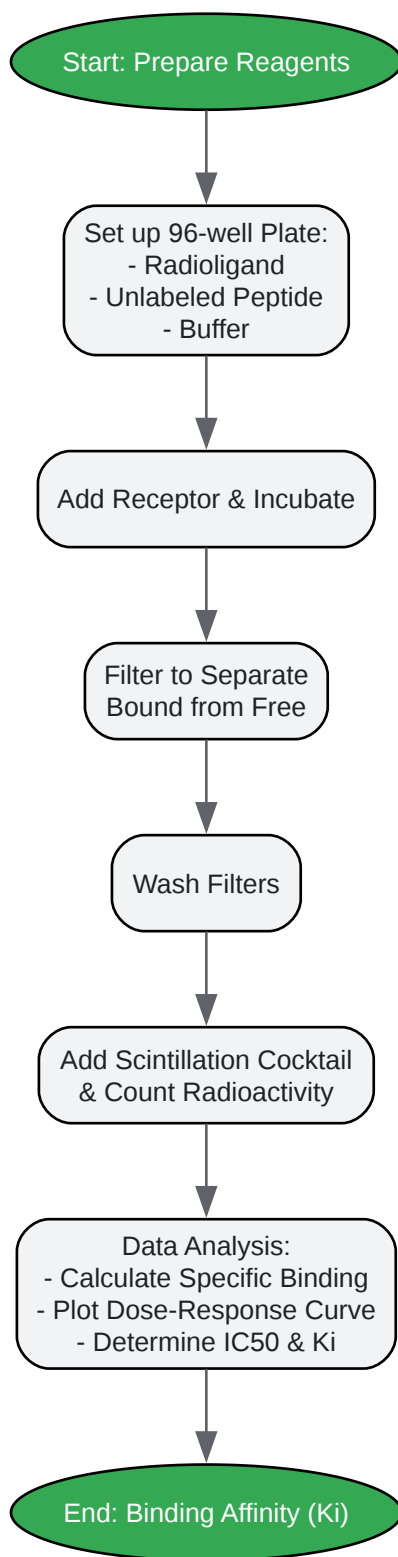 Start: Prepare Reagents
Set up 96-well Plate:
- Radioligand
- Unlabeled Peptide
- Buffer
Add Receptor & Incubate
Filter to Separate
Bound from Free
Wash Filters
Add Scintillation Cocktail
& Count Radioactivity
Data Analysis:
- Calculate Specific Binding
- Plot Dose-Response Curve
- Determine IC50 & Ki
End: Binding Affinity (Ki)